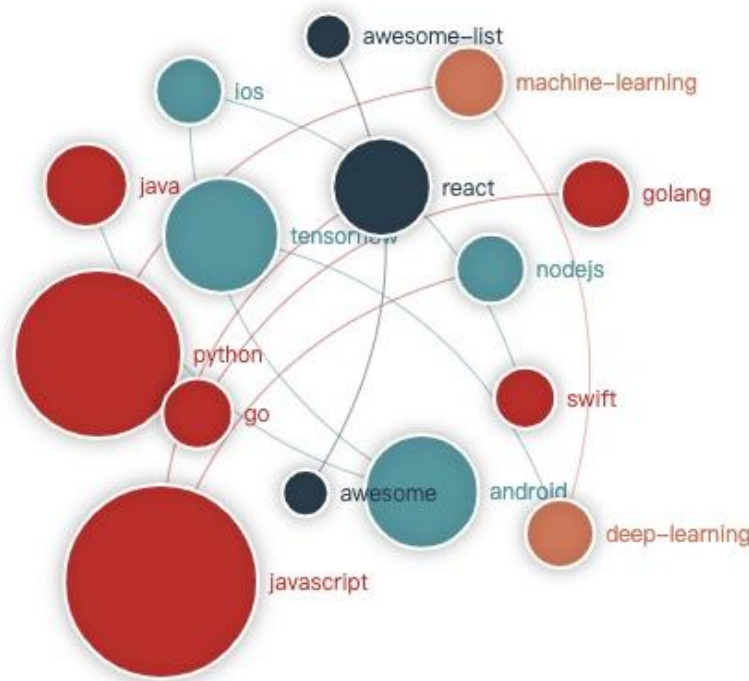 awesome-list
machine-learning
ios
java
react
golang
tensorflow
nodejs
python
swift
go
awesome
android
deep-learning
javascript